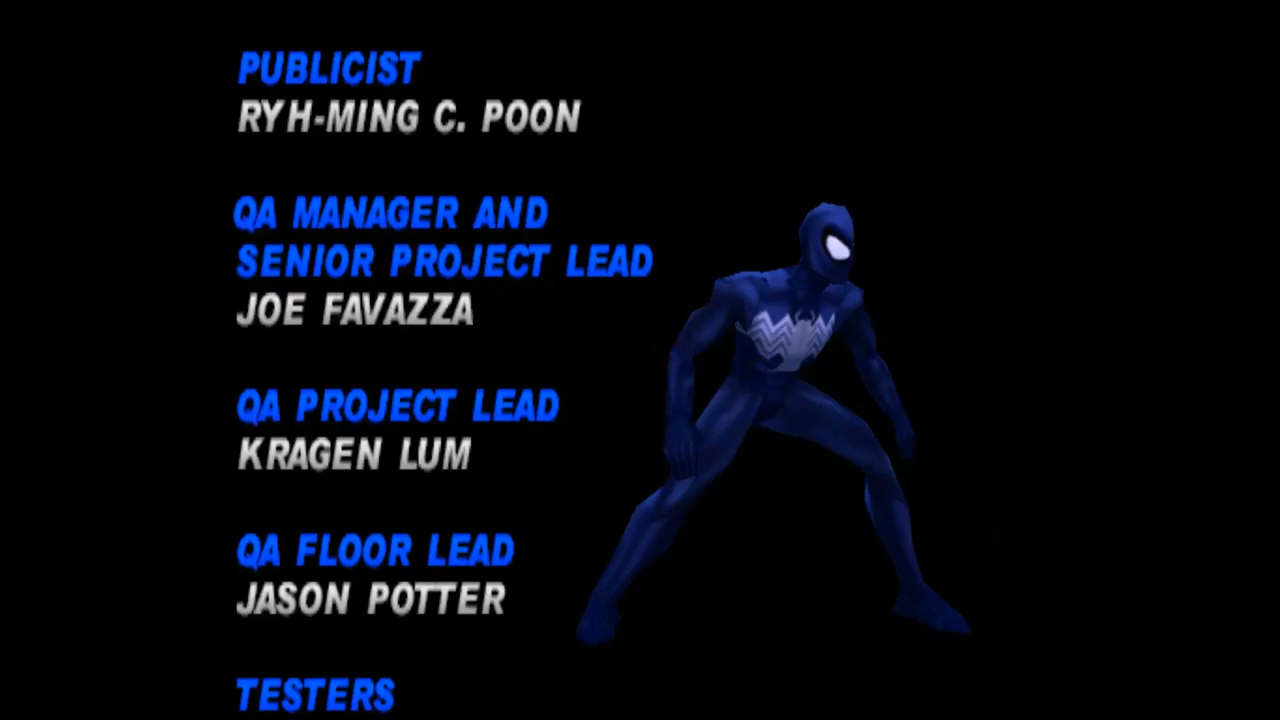 PUBLICIST
RYH-MING C. POON
QA MANAGER AND
SENIOR PROJECT LEAD
JOE FAVAZZA
QA PROJECT LEAD
KRAGEN LUM
QA FLOOR LEAD
JASON POTTER
TESTERS